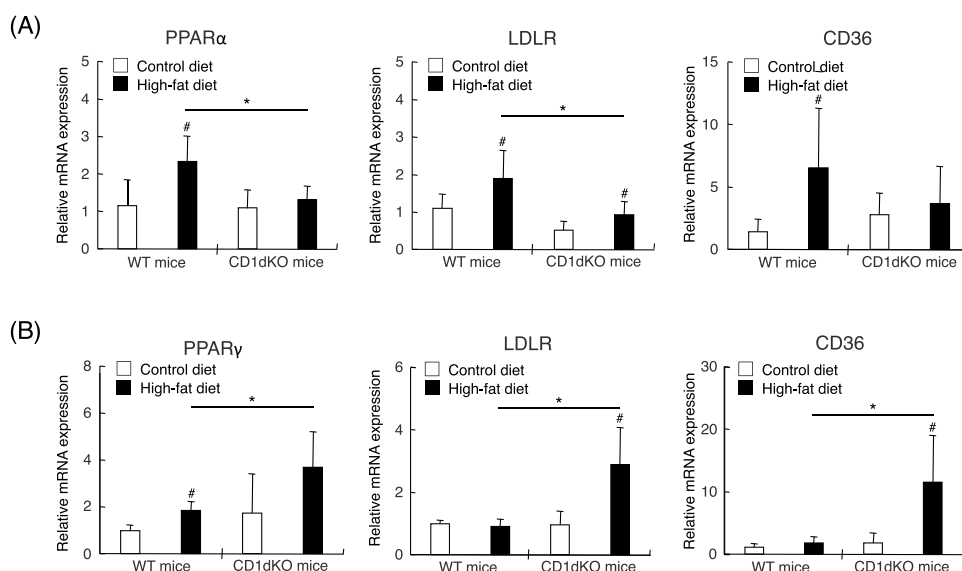 (A)
PPARα
Control diet
High-fat diet
Relative mRNA expression
5
4
3
2
1
0
*
#
WT mice
CD1dKO mice
LDLR
Control diet
High-fat diet
Relative mRNA expression
5
4
3
2
1
0
*
#
#
WT mice
CD1dKO mice
CD36
Control diet
High-fat diet
Relative mRNA expression
15
10
5
0
#
WT mice
CD1dKO mice
(B)
PPARγ
Control diet
High-fat diet
Relative mRNA expression
8
6
4
2
0
*
#
WT mice
CD1dKO mice
LDLR
Control diet
High-fat diet
Relative mRNA expression
6
4
2
0
*
#
WT mice
CD1dKO mice
CD36
Control diet
High-fat diet
Relative mRNA expression
30
20
10
0
*
#
WT mice
CD1dKO mice